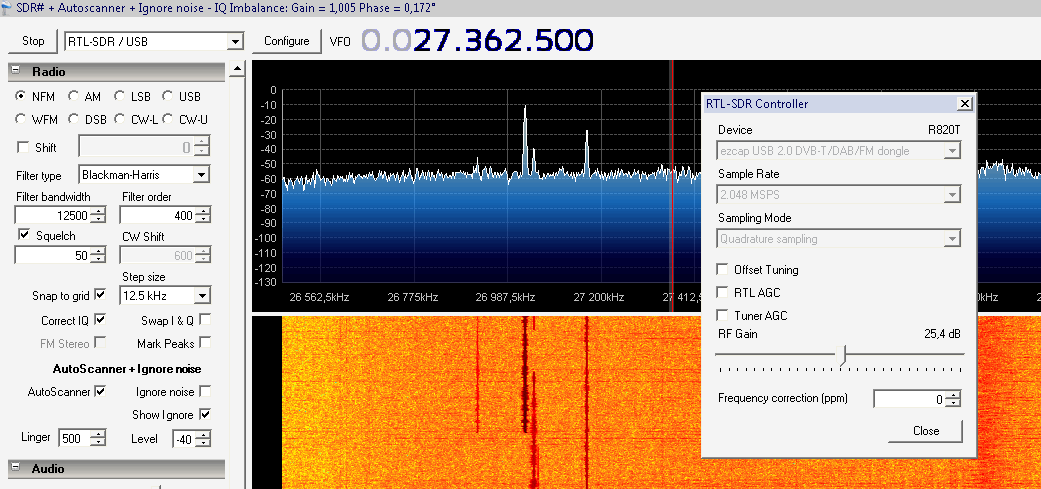 SDR# + Autoscanner + Ignore noise - IQ Imbalance: Gain = 1,005 Phase = 0,172°
Stop RTL-SDR / USB Configure VFO 0.027.362.500
Radio
NFM AM LSB USB
WFM DSB CW-L CW-U
Shift 0
Filter type Blackman-Harris
Filter bandwidth Filter order
12500 400
Squelch CW Shift
50 600
Step size
Snap to grid 12.5 kHz
Correct IQ Swap I & Q
FM Stereo Mark Peaks
AutoScanner + Ignore noise
AutoScanner Ignore noise
Show Ignore
Linger 500 Level -40
Audio
0
-10
-20
-30
-40
-50
-60
-70
-80
-90
-100
-110
-120
-130
26 562,5kHz 26 775kHz 26 987,5kHz 27 200kHz 27 412,5 kHz
RTL-SDR Controller
Device R820T
ezcap USB 2.0 DVB-T/DAB/FM dongle
Sample Rate
2.048 MSPS
Sampling Mode
Quadrature sampling
Offset Tuning
RTL AGC
Tuner AGC
RF Gain 25,4 dB
Frequency correction (ppm) 0
Close